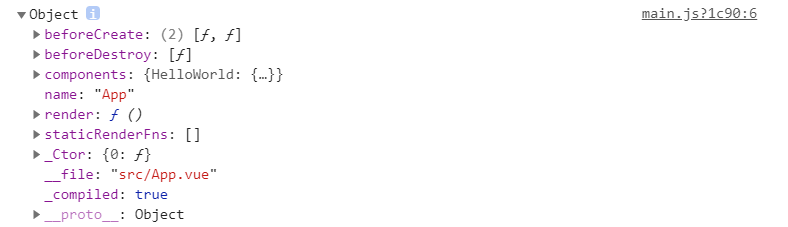 ▼Object i main.js?1c90:6
▶beforeCreate: (2) [ƒ, ƒ]
▶beforeDestroy: [ƒ]
▶components: {HelloWorld: {…}}
name: "App"
▶render: ƒ ()
▶staticRenderFns: []
▶_Ctor: {0: ƒ}
__file: "src/App.vue"
_compiled: true
▶__proto__: Object